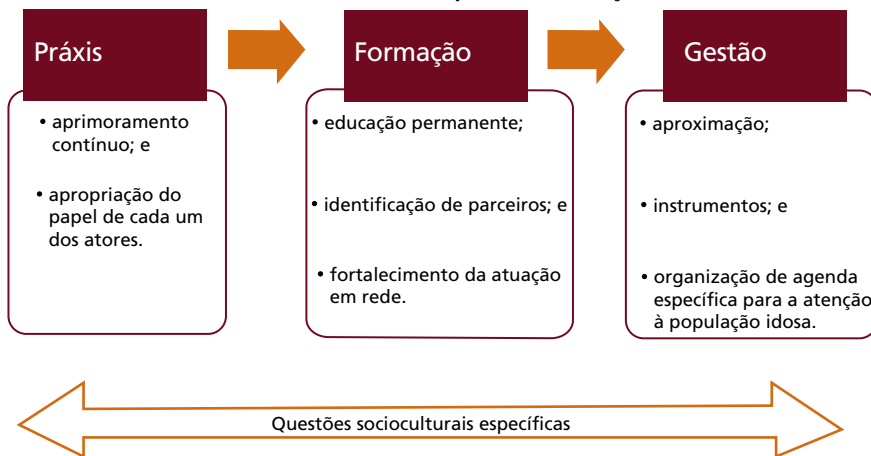 Práxis
Formação
Gestão
• aprimoramento
contínuo; e
• apropriação do
papel de cada um
dos atores.
• educação permanente;
• identificação de parceiros; e
• fortalecimento da atuação
em rede.
• aproximação;
• instrumentos; e
• organização de agenda
específica para a atenção
à população idosa.
Questões socioculturais específicas